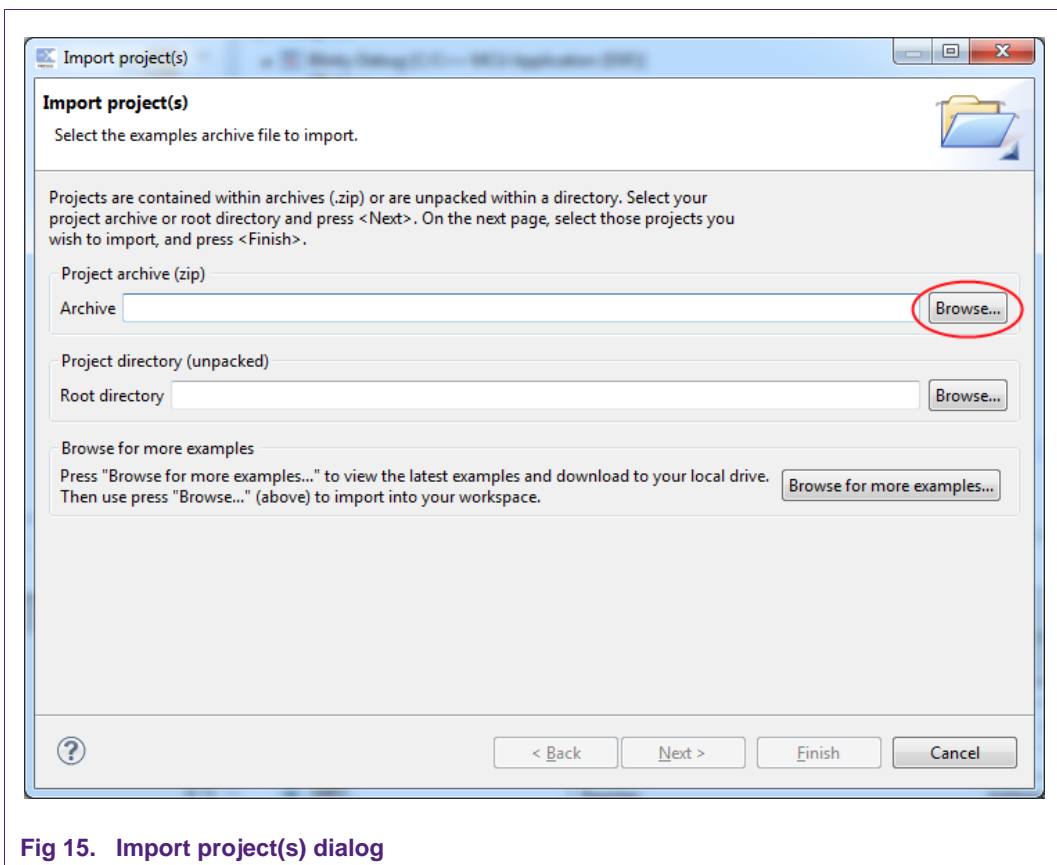 Import project(s)
Import project(s)
Select the examples archive file to import.
Projects are contained within archives (.zip) or are unpacked within a directory. Select your
project archive or root directory and press <Next>. On the next page, select those projects you
wish to import, and press <Finish>.
Project archive (zip)
Archive Browse...
Project directory (unpacked)
Root directory Browse...
Browse for more examples
Press "Browse for more examples..." to view the latest examples and download to your local drive.
Then use press "Browse..." (above) to import into your workspace.
Browse for more examples...
? < Back Next > Finish Cancel
Fig 15. Import project(s) dialog